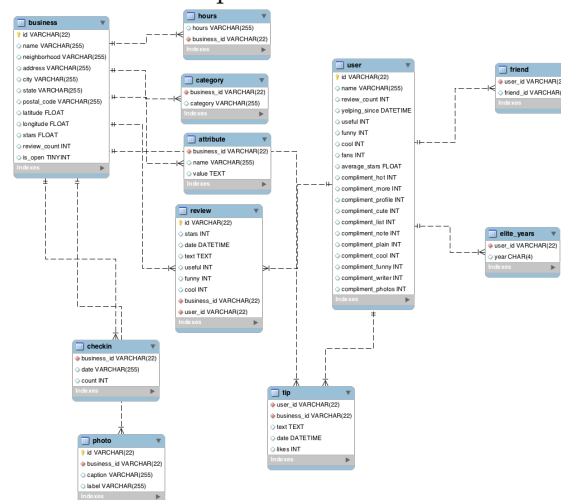 business
id VARCHAR(22)
name VARCHAR(255)
neighborhood VARCHAR(255)
address VARCHAR(255)
city VARCHAR(255)
state VARCHAR(255)
postal_code VARCHAR(255)
latitude FLOAT
longitude FLOAT
stars FLOAT
review_count INT
is_open TINYINT
Indexes
hours
hours VARCHAR(255)
business_id VARCHAR(22)
Indexes
category
business_id VARCHAR(22)
category VARCHAR(255)
Indexes
attribute
business_id VARCHAR(22)
name VARCHAR(255)
value TEXT
Indexes
review
id VARCHAR(22)
stars INT
date DATETIME
text TEXT
useful INT
funny INT
cool INT
business_id VARCHAR(22)
user_id VARCHAR(22)
Indexes
user
id VARCHAR(22)
name VARCHAR(255)
review_count INT
yelping_since DATETIME
useful INT
funny INT
cool INT
fans INT
average_stars FLOAT
compliment_hot INT
compliment_more INT
compliment_profile INT
compliment_cute INT
compliment_list INT
compliment_note INT
compliment_plain INT
compliment_cool INT
compliment_funny INT
compliment_writer INT
compliment_photos INT
Indexes
friend
user_id VARCHAR(2
friend_id VARCHAR(
Indexes
elite_years
user_id VARCHAR(22)
year CHAR(4)
Indexes
checkin
business_id VARCHAR(22)
date VARCHAR(255)
count INT
Indexes
tip
user_id VARCHAR(22)
business_id VARCHAR(22)
text TEXT
date DATETIME
likes INT
Indexes
photo
id VARCHAR(22)
business_id VARCHAR(22)
caption VARCHAR(255)
label VARCHAR(255)
Indexes